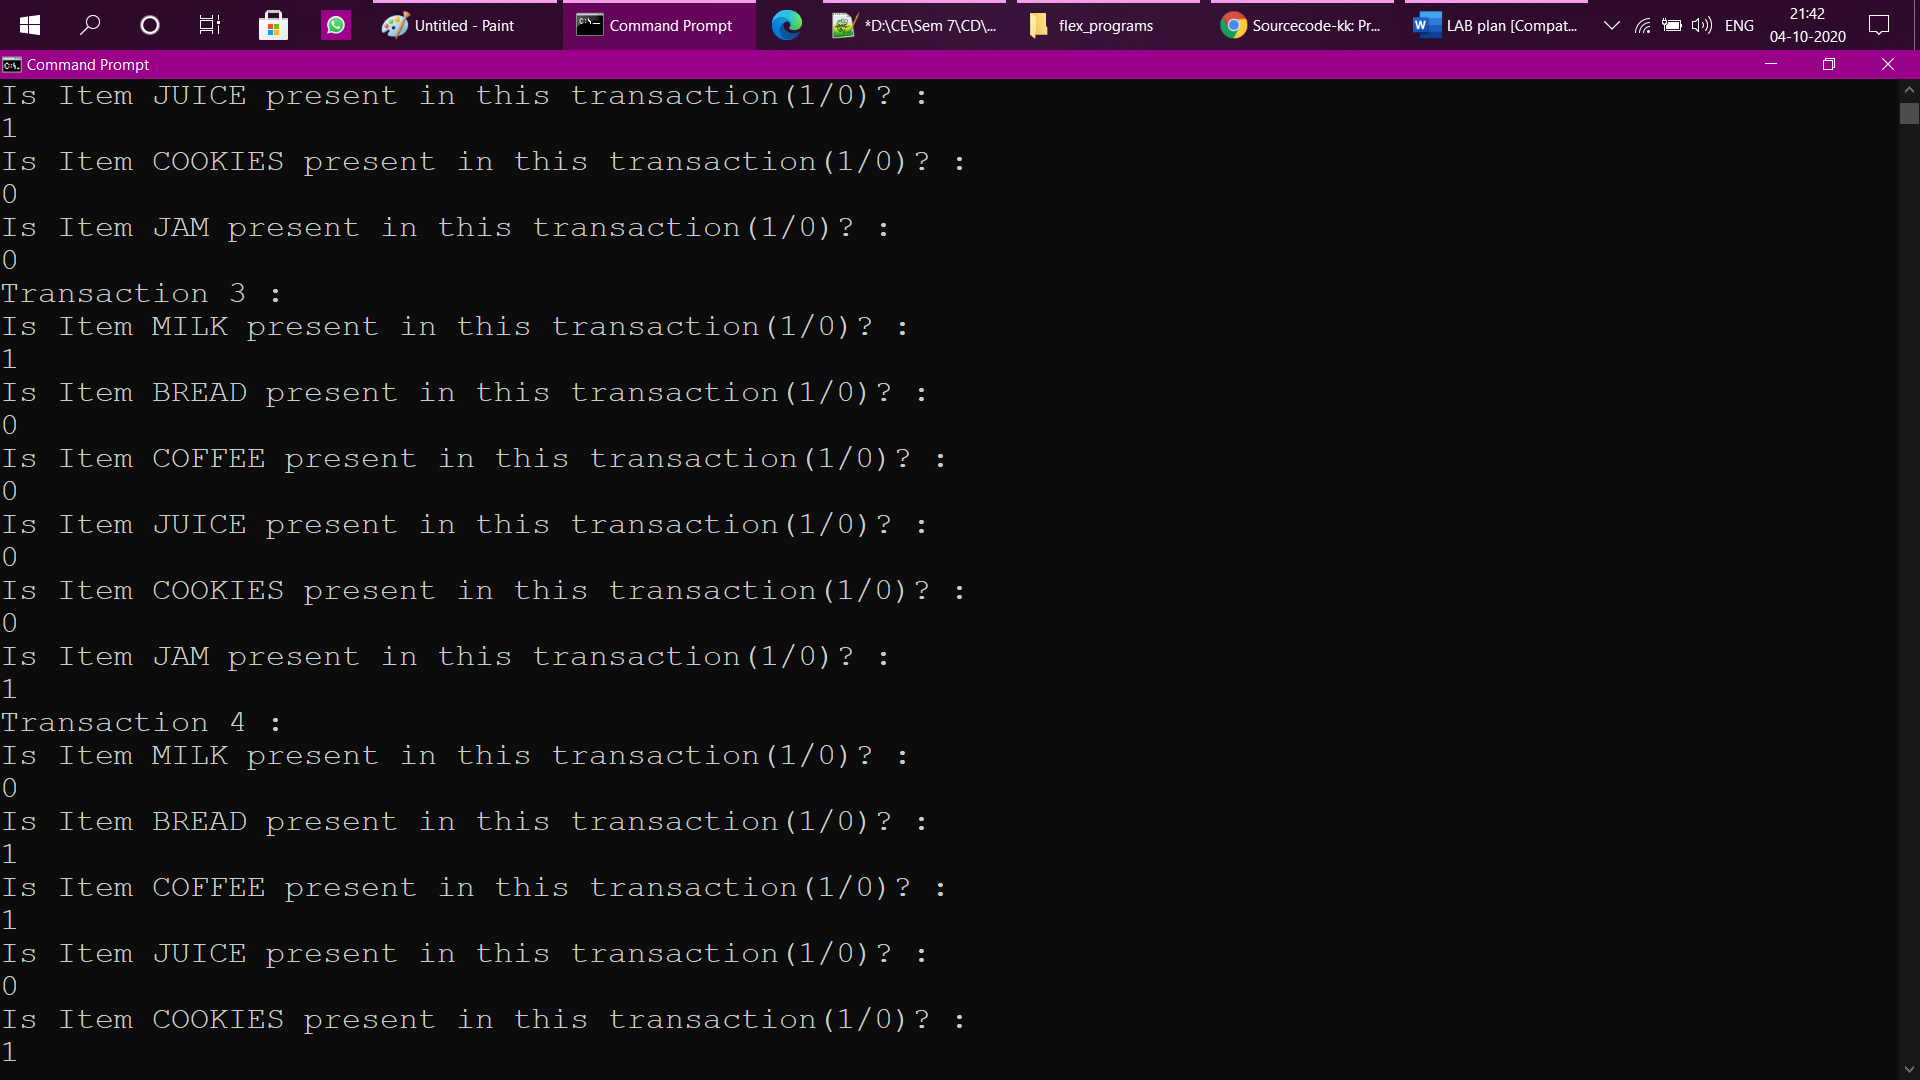 Untitled - Paint
Command Prompt
*D:\CE\Sem 7\CD\...
flex_programs
Sourcecode-kk: Pr...
LAB plan [Compat...
ENG
21:42
04-10-2020
Command Prompt
Is Item JUICE present in this transaction(1/0)? :
1
Is Item COOKIES present in this transaction(1/0)? :
0
Is Item JAM present in this transaction(1/0)? :
0
Transaction 3 :
Is Item MILK present in this transaction(1/0)? :
1
Is Item BREAD present in this transaction(1/0)? :
0
Is Item COFFEE present in this transaction(1/0)? :
0
Is Item JUICE present in this transaction(1/0)? :
0
Is Item COOKIES present in this transaction(1/0)? :
0
Is Item JAM present in this transaction(1/0)? :
1
Transaction 4 :
Is Item MILK present in this transaction(1/0)? :
0
Is Item BREAD present in this transaction(1/0)? :
1
Is Item COFFEE present in this transaction(1/0)? :
1
Is Item JUICE present in this transaction(1/0)? :
0
Is Item COOKIES present in this transaction(1/0)? :
1